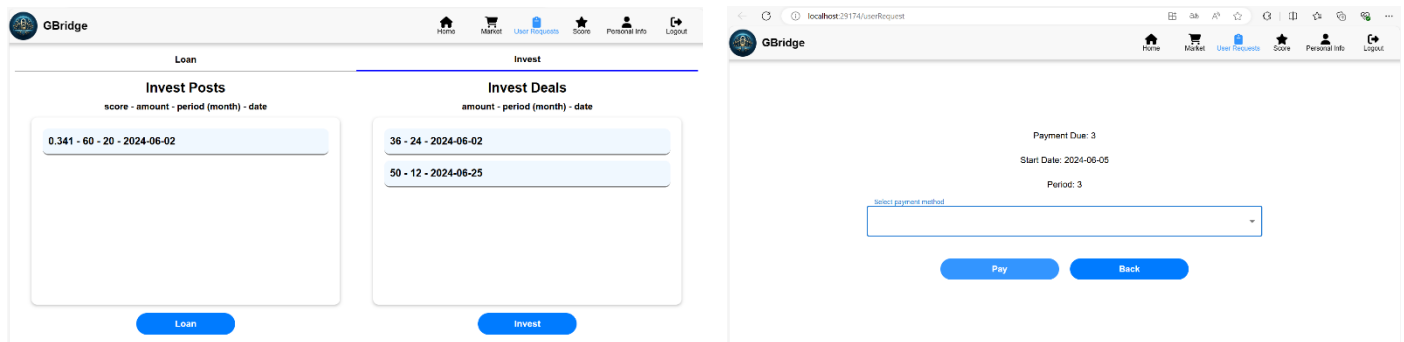 GBridge
Home Market User Requests Score Personal Info Logout
Loan Invest
Invest Posts
score - amount - period (month) - date
0.341 - 60 - 20 - 2024-06-02
Loan
Invest Deals
amount - period (month) - date
36 - 24 - 2024-06-02
50 - 12 - 2024-06-25
Invest
localhost:29174/userRequest
GBridge
Home Market User Requests Score Personal Info Logout
Payment Due: 3
Start Date: 2024-06-05
Period: 3
Select payment method
Pay Back